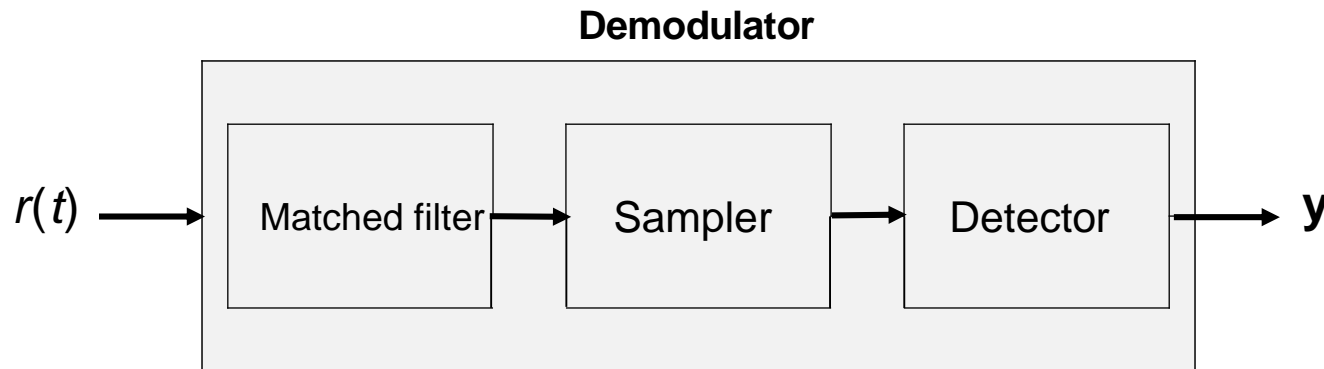 Demodulator
r(t)
Matched filter
Sampler
Detector
y